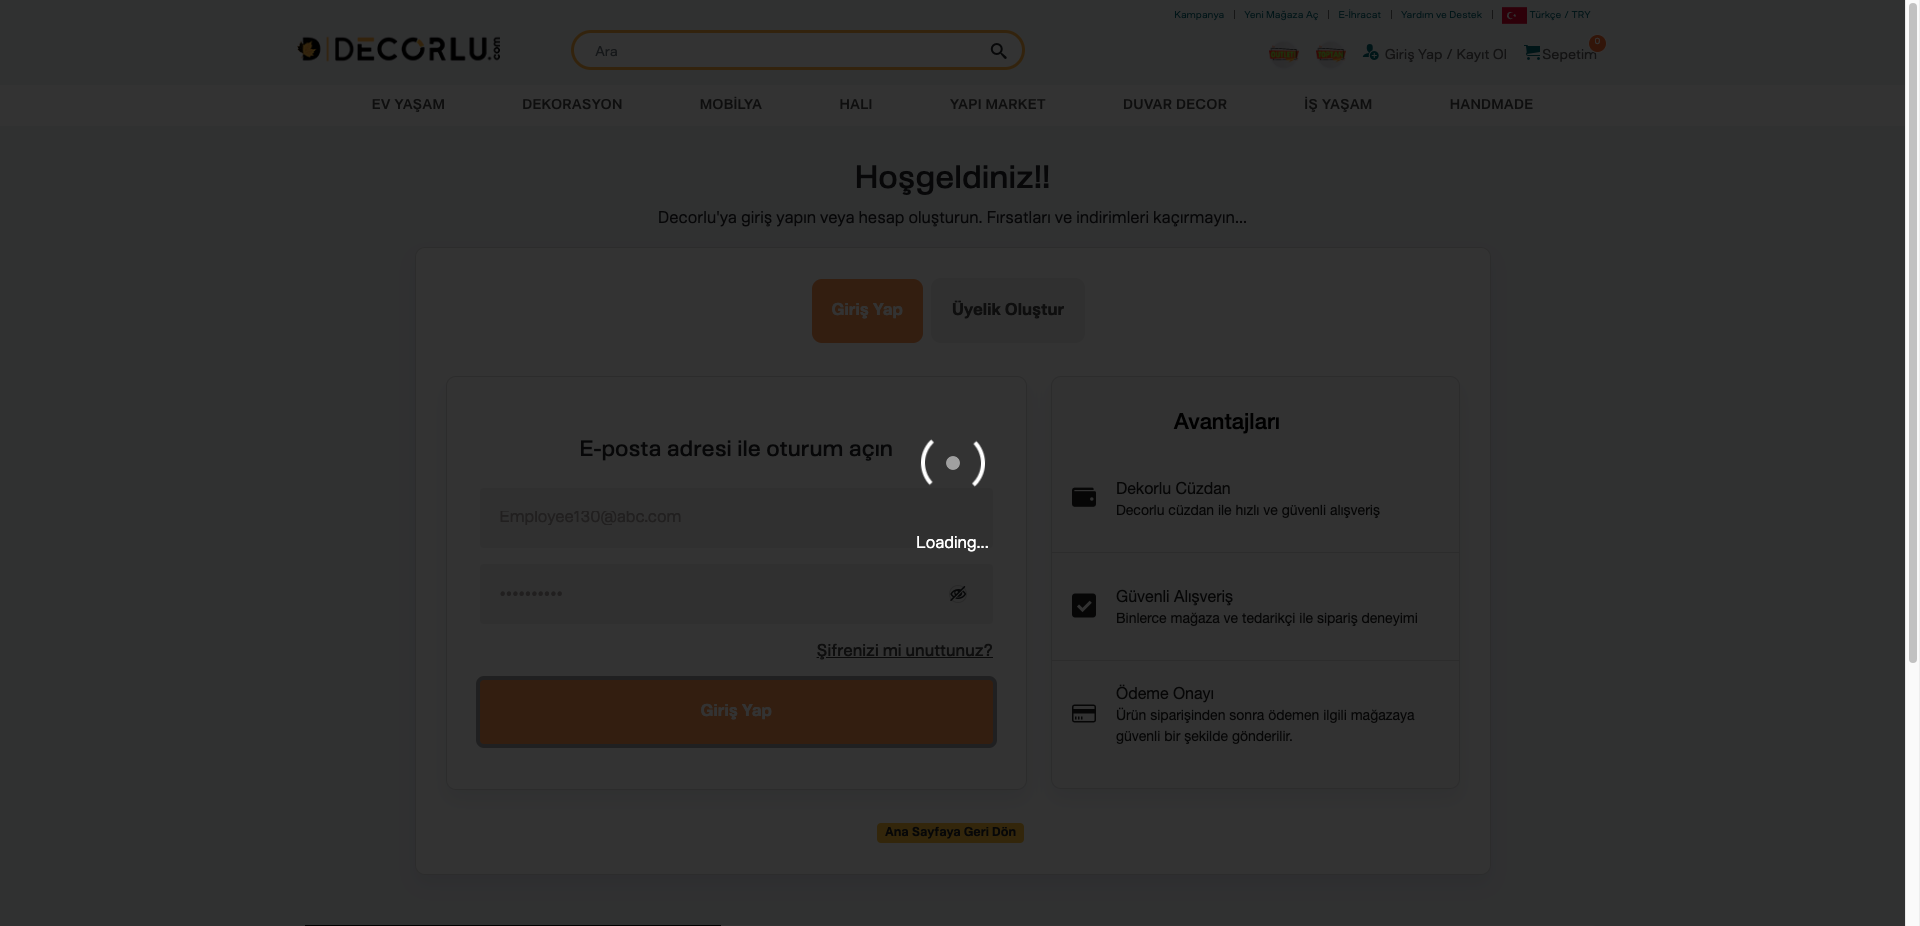 Kampanya | Yeni Mağaza Aç | E-İhracat | Yardım ve Destek | Türkçe / TRY
DECORLU.com
Ara
Giriş Yap / Kayıt Ol
Sepetim
0
EV YAŞAM
DEKORASYON
MOBİLYA
HALI
YAPI MARKET
DUVAR DECOR
İŞ YAŞAM
HANDMADE
Hoşgeldiniz!!
Decorlu'ya giriş yapın veya hesap oluşturun. Fırsatları ve indirimleri kaçırmayın...
Giriş Yap
Üyelik Oluştur
E-posta adresi ile oturum açın
Employee130@abc.com
••••••••••
Şifrenizi mi unuttunuz?
Giriş Yap
Loading...
Avantajları
Dekorlu Cüzdan
Decorlu cüzdan ile hızlı ve güvenli alışveriş
Güvenli Alışveriş
Binlerce mağaza ve tedarikçi ile sipariş deneyimi
Ödeme Onayı
Ürün siparişinden sonra ödemen ilgili mağazaya
güvenli bir şekilde gönderilir.
Ana Sayfaya Geri Dön